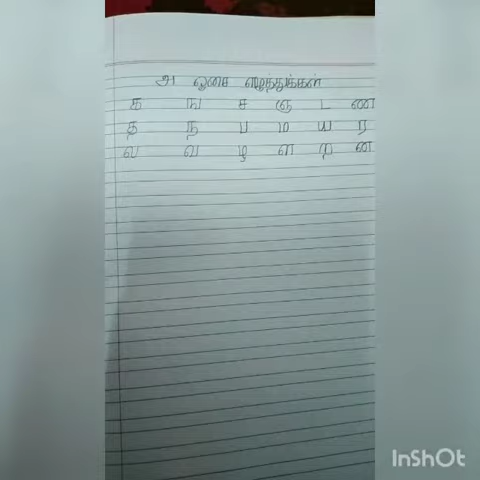 அ ஓசை எழுத்துக்கள்
க ங ச ஞ ட ண
த ந ப ம ய ர
ல வ ழ ள ற ன
InShOt